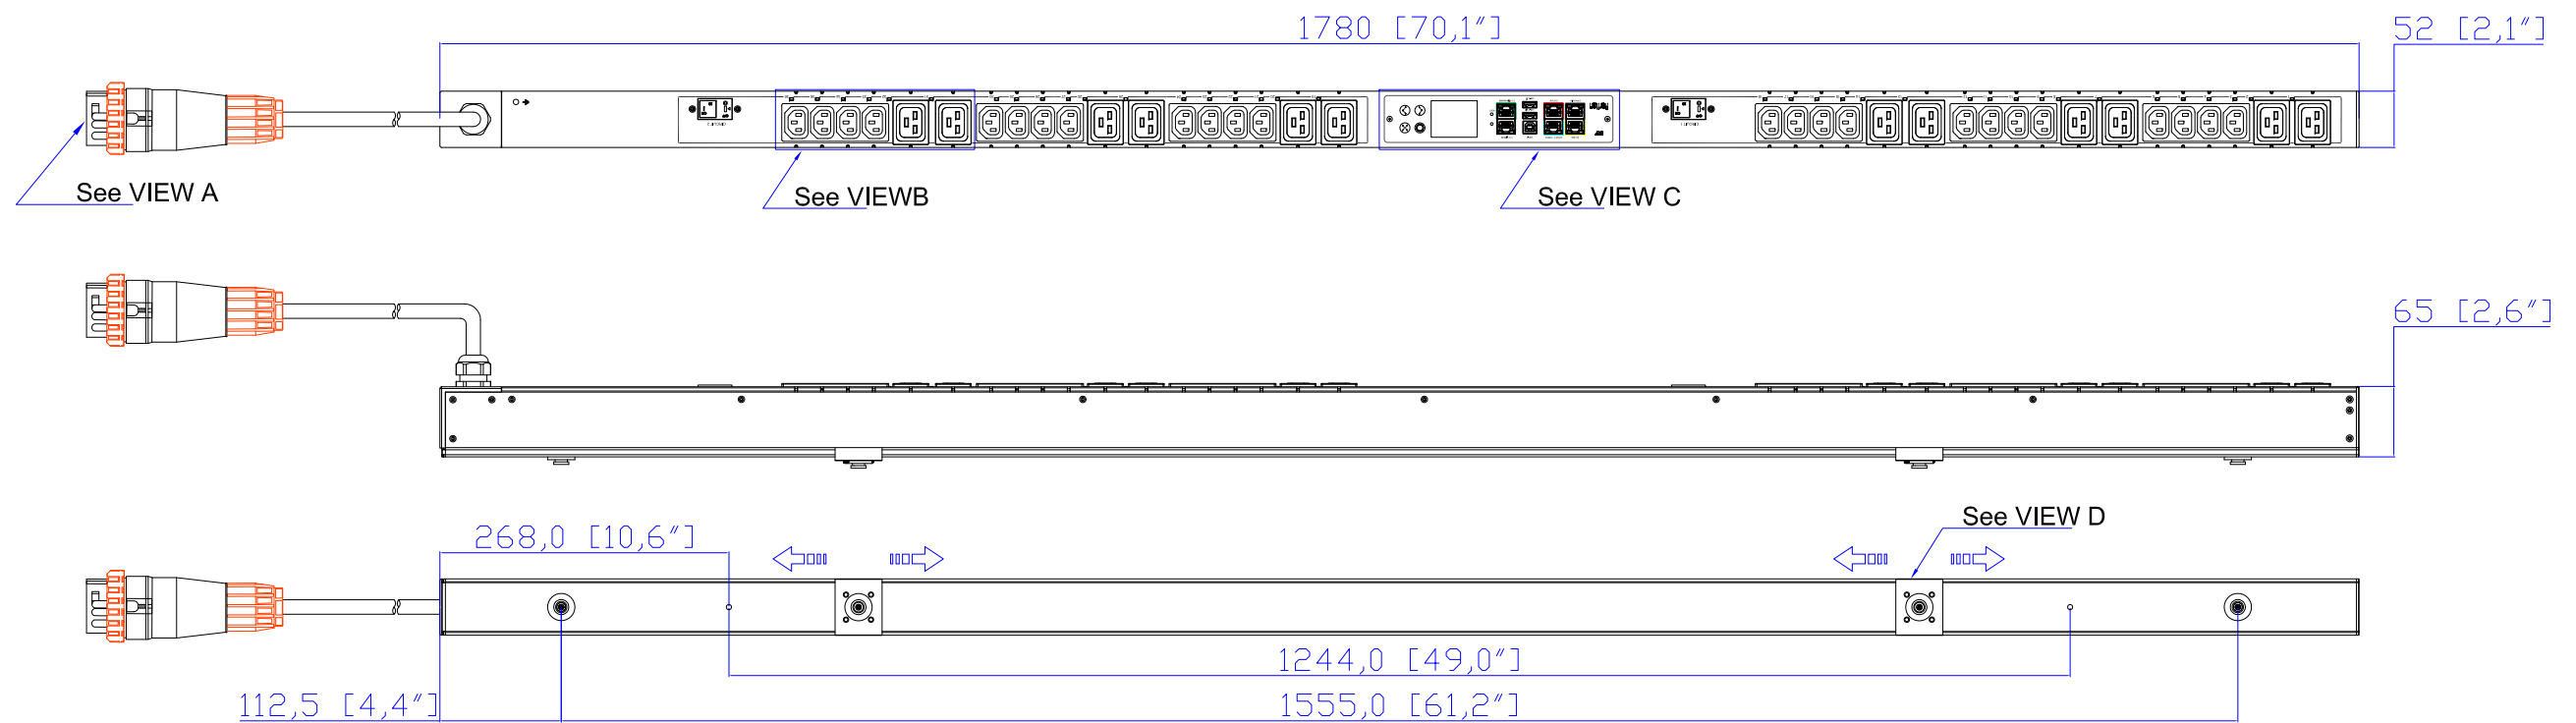 1780 [70,1"]
52 [2,1"]
See VIEW A
See VIEWB
See VIEW C
65 [2,6"]
See VIEW D
268,0 [10,6"]
1244,0 [49,0"]
112,5 [4,4"]
1555,0 [61,2"]